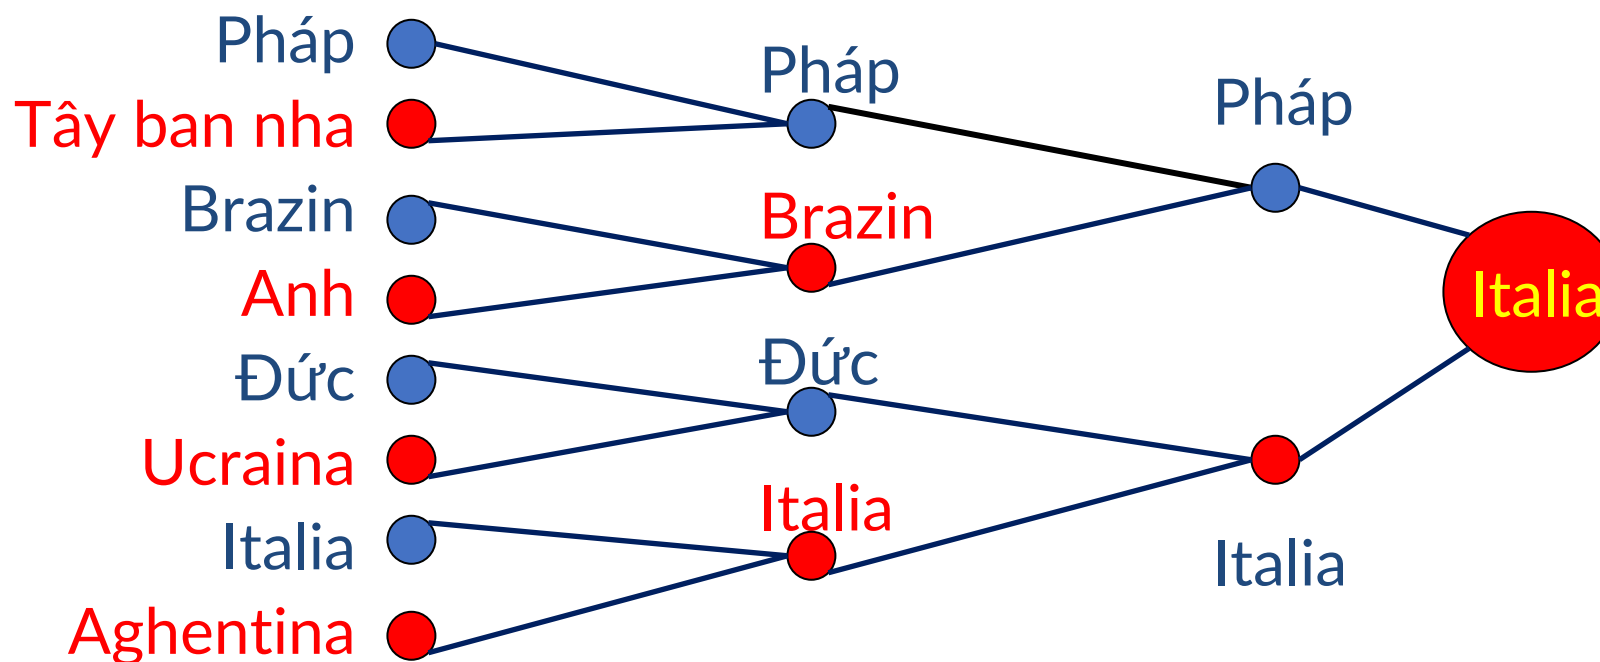 Pháp
Tây ban nha
Brazin
Anh
Đức
Ucraina
Italia
Aghentina
Pháp
Brazin
Đức
Italia
Pháp
Italia
Italia